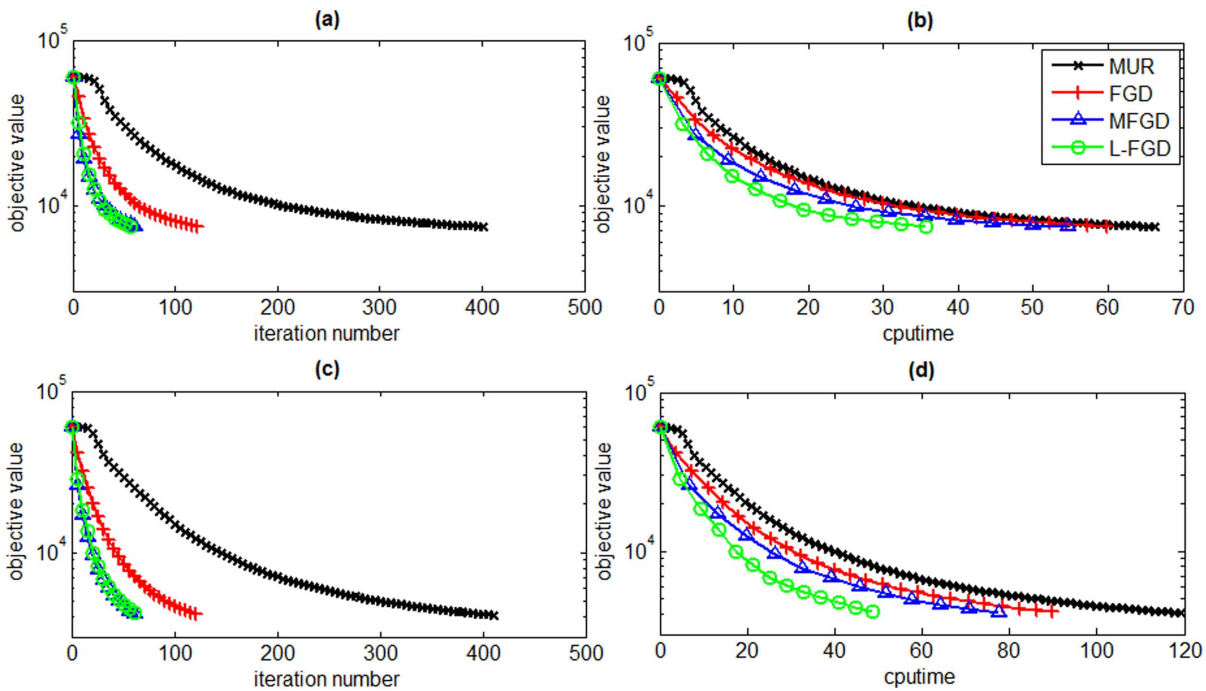 (a)
10^5
10^4
objective value
0 100 200 300 400 500
iteration number
(b)
10^5
10^4
objective value
0 10 20 30 40 50 60 70
cputime
MUR
FGD
MFGD
L-FGD
(c)
10^5
10^4
objective value
0 100 200 300 400 500
iteration number
(d)
10^5
10^4
objective value
0 20 40 60 80 100 120
cputime